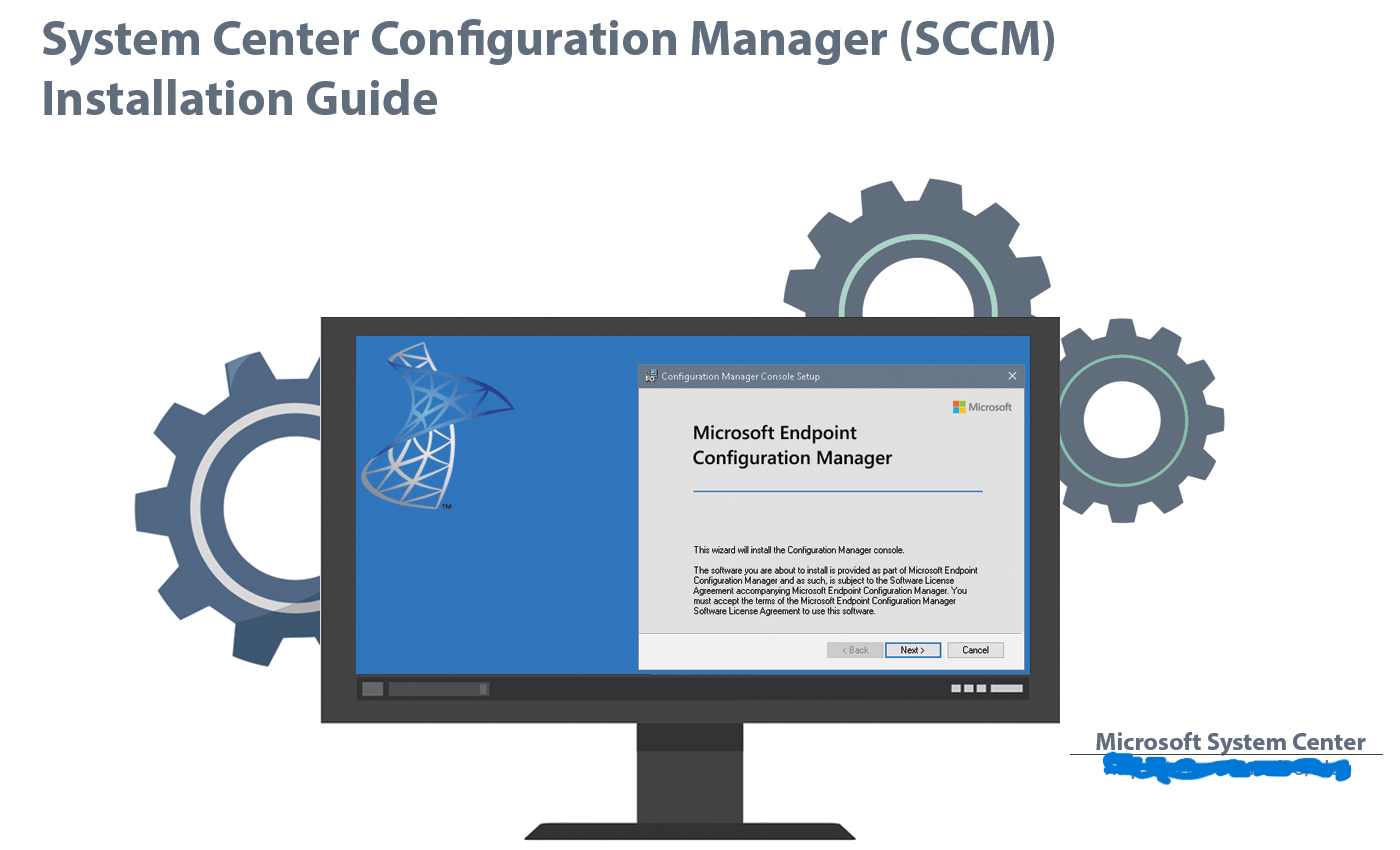 System Center Configuration Manager (SCCM)
Installation Guide
Configuration Manager Console Setup
Microsoft
Microsoft Endpoint
Configuration Manager
This wizard will install the Configuration Manager console.
The software you are about to install is provided as part of Microsoft Endpoint
Configuration Manager and as such, is subject to the Software License
Agreement accompanying Microsoft Endpoint Configuration Manager. You
must accept the terms of the Microsoft Endpoint Configuration Manager
Software License Agreement to use this software.
TM
< Back Next > Cancel
Microsoft System Center